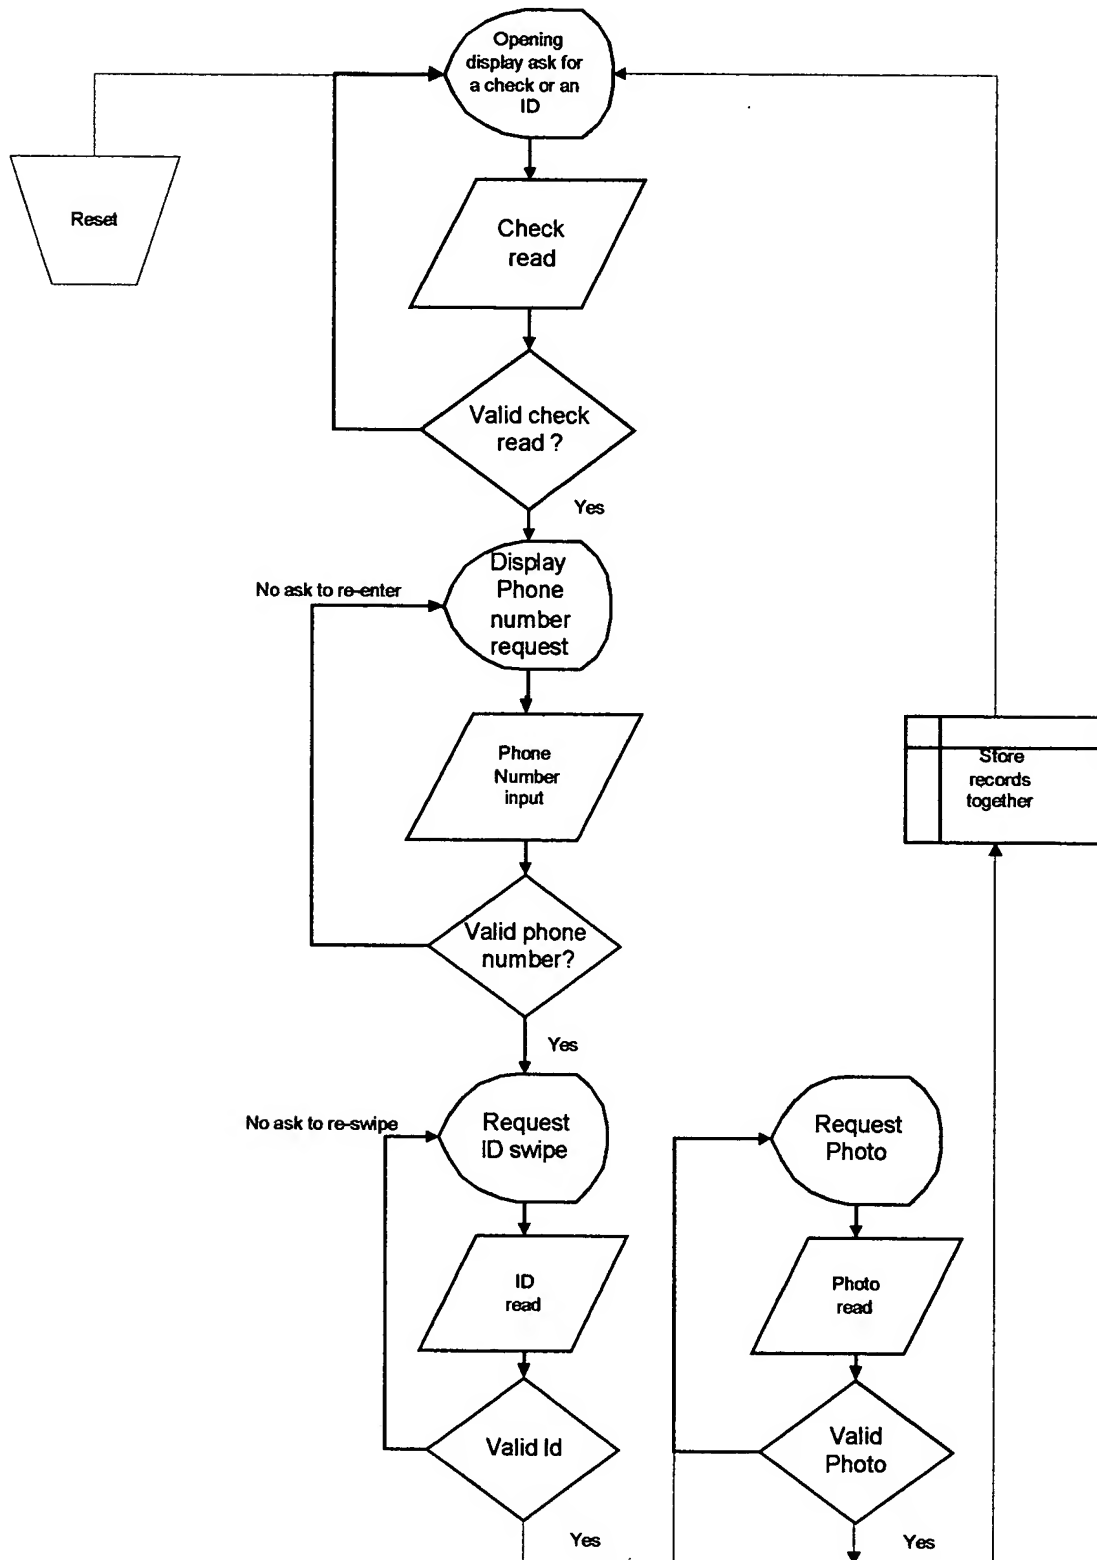 Opening
display ask for
a check or an
ID
Reset
Check
read
Valid check
read ?
Yes
Display
Phone
number
request
No ask to re-enter
Phone
Number
input
Store
records
together
Valid phone
number?
Yes
No ask to re-swipe
Request
ID swipe
Request
Photo
ID
read
Photo
read
Valid Id
Valid
Photo
Yes
Yes